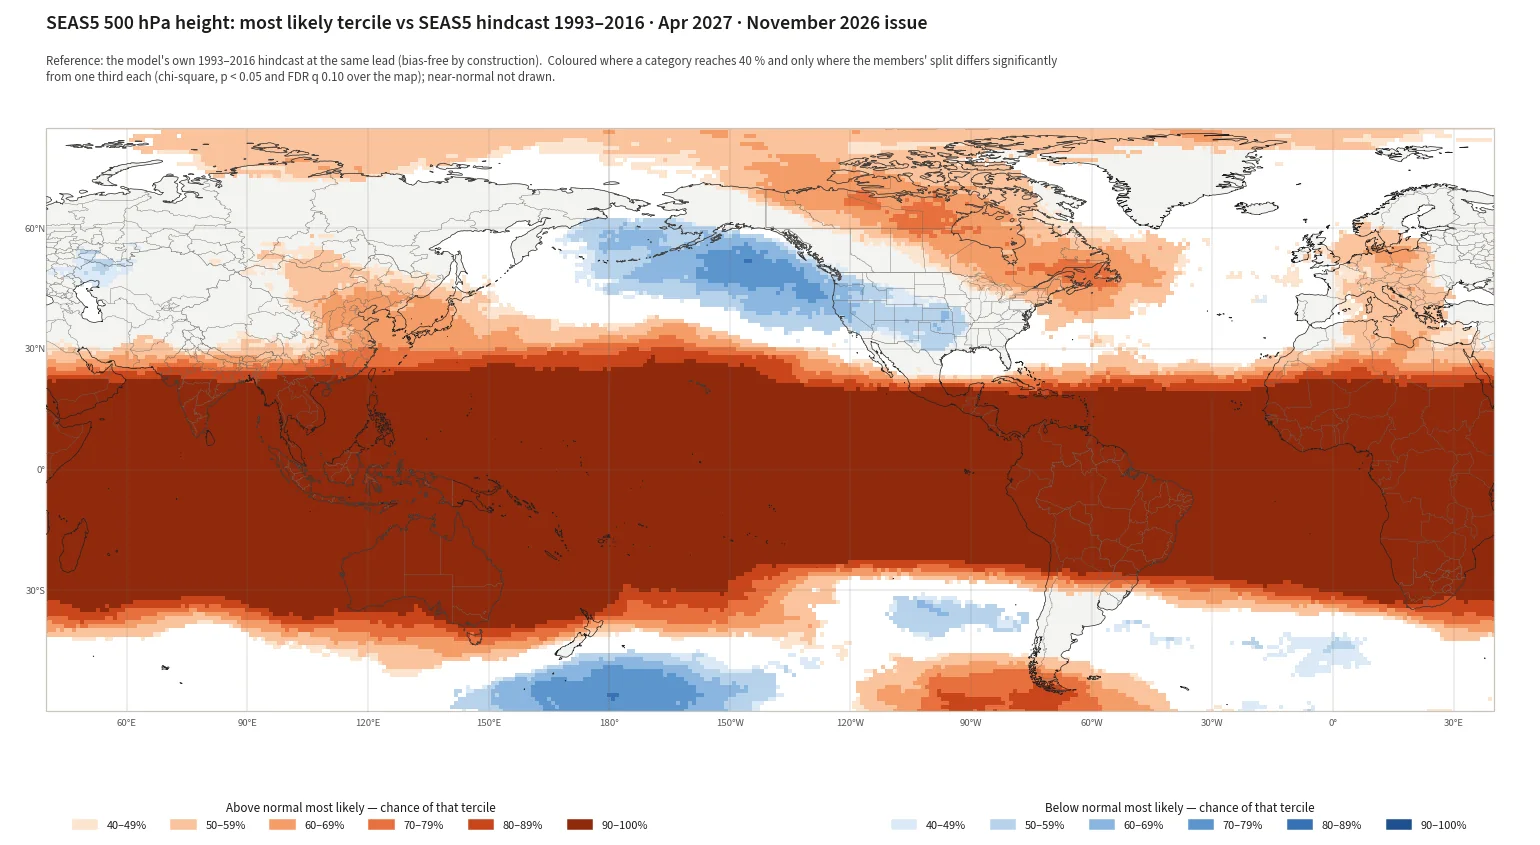 SEAS5 500 hPa height: most likely tercile vs SEAS5 hindcast 1993–2016 · Apr 2027 · November 2026 issue
Reference: the model's own 1993–2016 hindcast at the same lead (bias-free by construction).  Coloured where a category reaches 40 % and only where the members' split differs significantly
from one third each (chi-square, p < 0.05 and FDR q 0.10 over the map); near-normal not drawn.
60°N
30°N
0°
30°S
60°E 90°E 120°E 150°E 180° 150°W 120°W 90°W 60°W 30°W 0° 30°E
Above normal most likely — chance of that tercile
40–49% 50–59% 60–69% 70–79% 80–89% 90–100%
Below normal most likely — chance of that tercile
40–49% 50–59% 60–69% 70–79% 80–89% 90–100%